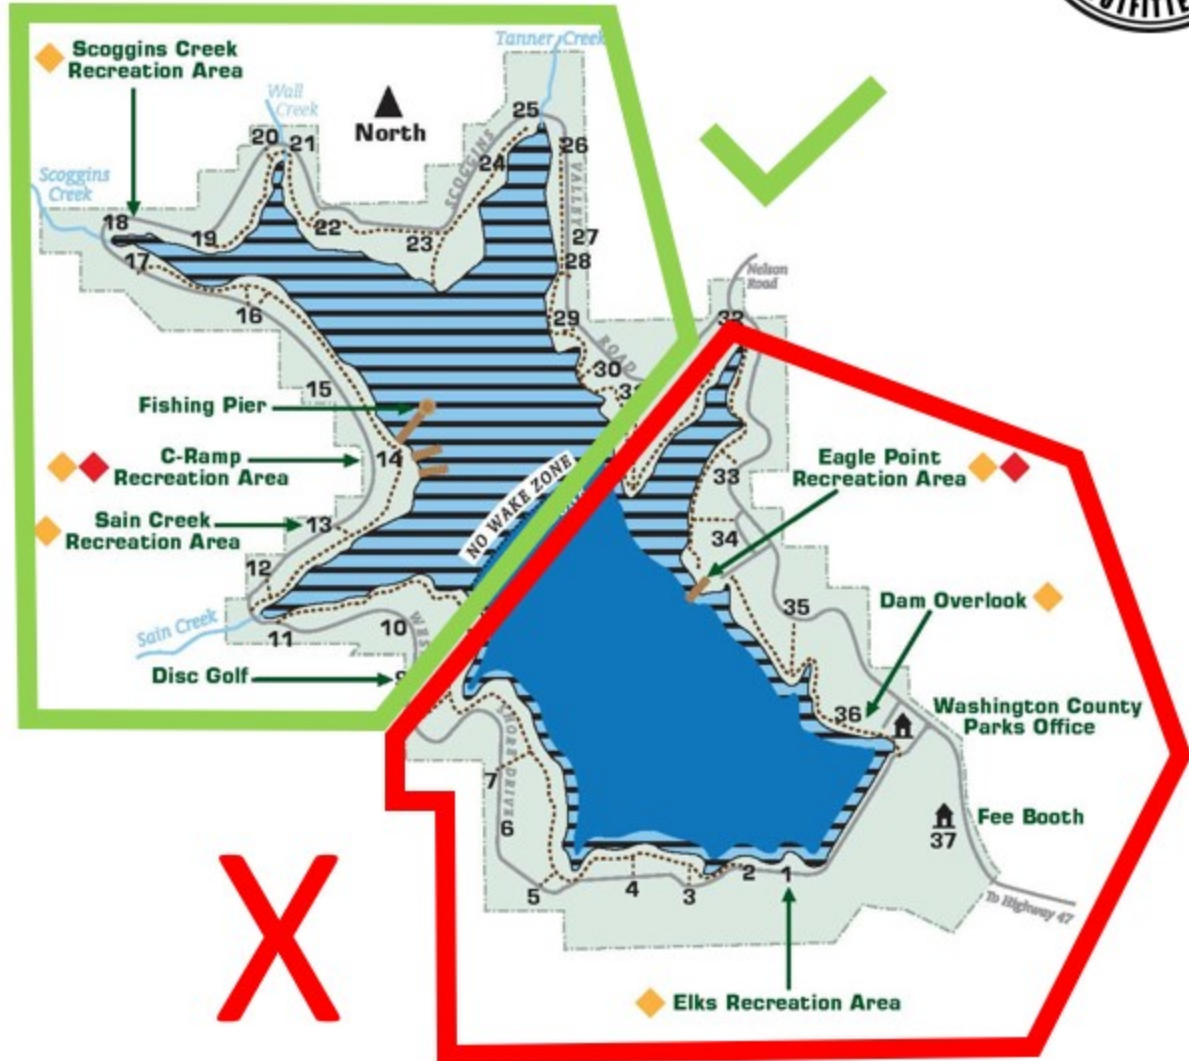 UTFITTE
Scoggins Creek
Recreation Area
Tanner Creek
Wall
Creek
North
Scoggins
Creek
25
20
21
24
26
SCOGGINS
VALLEY
ROAD
18
19
22
23
27
17
28
Nelson
Road
16
29
32
30
15
Fishing Pier
14
C-Ramp
Recreation Area
NO WAKE ZONE
Eagle Point
Recreation Area
33
Sain Creek
Recreation Area
13
34
12
35
Dam Overlook
Sain Creek
11
10
Disc Golf
36
Washington County
Parks Office
SHORE DRIVE
7
6
Fee Booth
37
5
4
3
2
1
To Highway 47
Elks Recreation Area
X